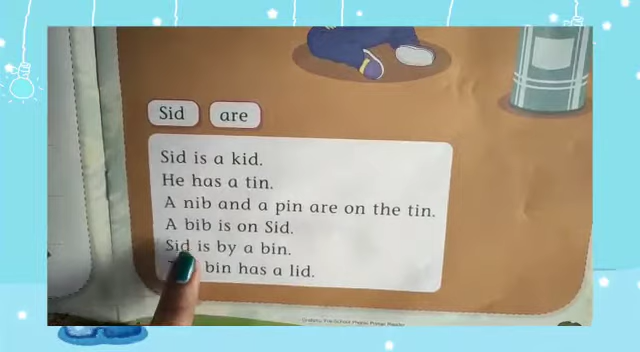 Sid are
Sid is a kid.
He has a tin.
A nib and a pin are on the tin.
A bib is on Sid.
Sid is by a bin.
bin has a lid.